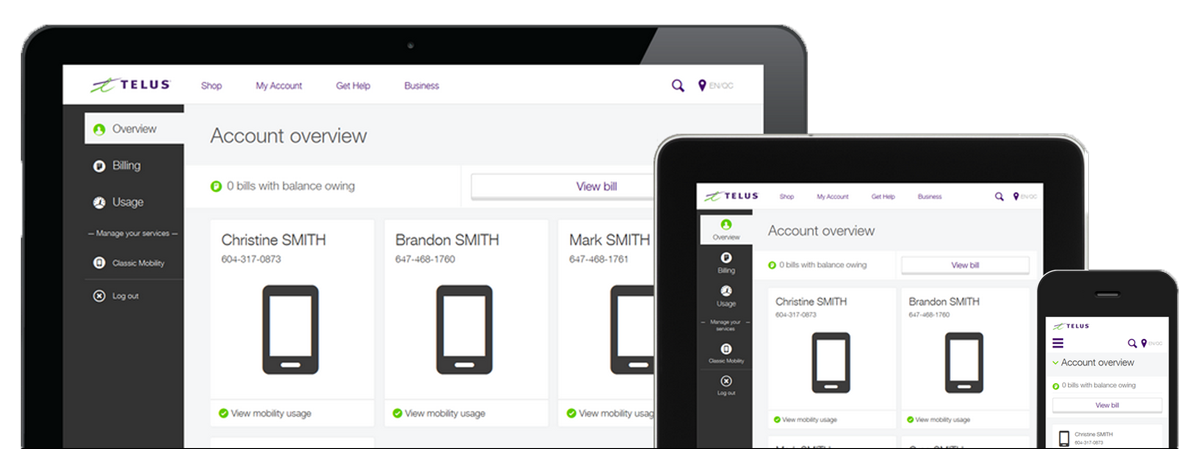 TELUS
Shop My Account Get Help Business
EN/QC
Overview
Billing
Usage
— Manage your services —
Classic Mobility
Log out
Account overview
0 bills with balance owing
View bill
Christine SMITH
604-317-0873
View mobility usage
Brandon SMITH
647-468-1760
View mobility usage
Mark SMITH
647-468-1761
View mobility usage
TELUS
Shop My Account Get Help Business
EN/QC
Overview
Billing
Usage
— Manage your —
services
Classic Mobility
Log out
Account overview
0 bills with balance owing
View bill
Christine SMITH
604-317-0873
View mobility usage
Brandon SMITH
647-468-1760
View mobility usage
TELUS
EN/QC
Account overview
0 bills with balance owing
View bill
Christine SMITH
604-317-0873